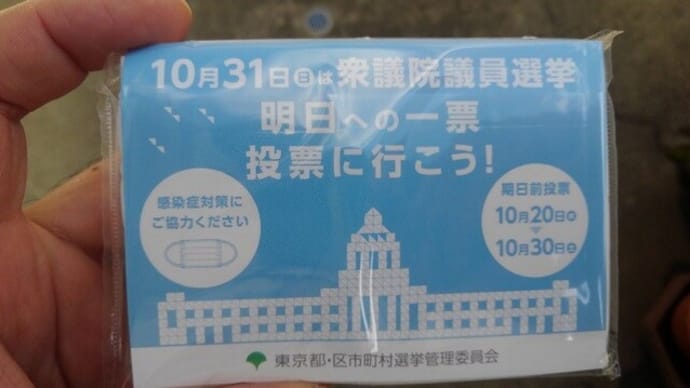 10月31日(日)は衆議院議員選挙
明日への一票
投票に行こう!
感染症対策に
ご協力ください
期日前投票
10月20日(水)
10月30日(土)
東京都・区市町村選挙管理委員会